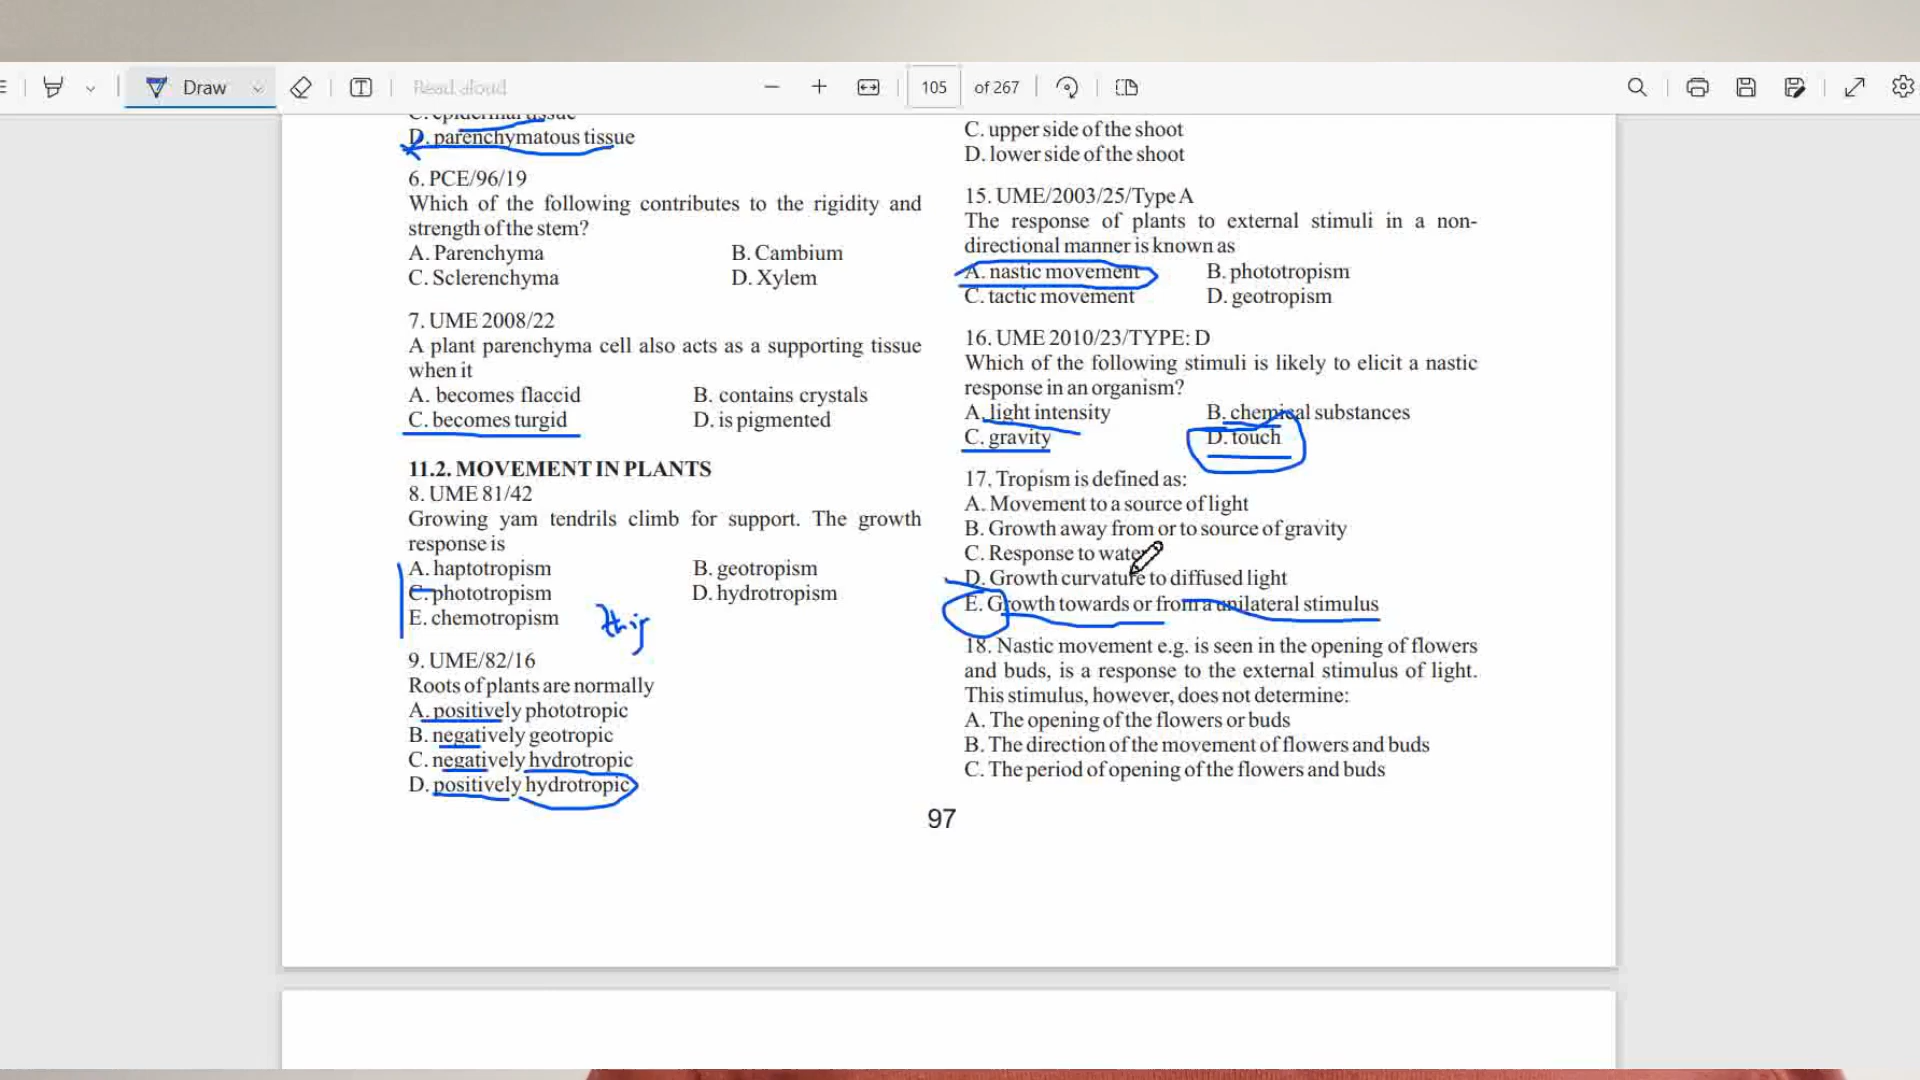 Draw
Read aloud
105 of 267
C. epidermal tissue
D. parenchymatous tissue
6. PCE/96/19
Which of the following contributes to the rigidity and
strength of the stem?
A. Parenchyma B. Cambium
C. Sclerenchyma D. Xylem
7. UME 2008/22
A plant parenchyma cell also acts as a supporting tissue
when it
A. becomes flaccid B. contains crystals
C. becomes turgid D. is pigmented
11.2. MOVEMENT IN PLANTS
8. UME 81/42
Growing yam tendrils climb for support. The growth
response is
A. haptotropism B. geotropism
C. phototropism D. hydrotropism
E. chemotropism
9. UME/82/16
Roots of plants are normally
A. positively phototropic
B. negatively geotropic
C. negatively hydrotropic
D. positively hydrotropic
C. upper side of the shoot
D. lower side of the shoot
15. UME/2003/25/Type A
The response of plants to external stimuli in a non-
directional manner is known as
A. nastic movement B. phototropism
C. tactic movement D. geotropism
16. UME 2010/23/TYPE: D
Which of the following stimuli is likely to elicit a nastic
response in an organism?
A. light intensity B. chemical substances
C. gravity D. touch
17. Tropism is defined as:
A. Movement to a source of light
B. Growth away from or to source of gravity
C. Response to water
D. Growth curvature to diffused light
E. Growth towards or from a unilateral stimulus
18. Nastic movement e.g. is seen in the opening of flowers
and buds, is a response to the external stimulus of light.
This stimulus, however, does not determine:
A. The opening of the flowers or buds
B. The direction of the movement of flowers and buds
C. The period of opening of the flowers and buds
97